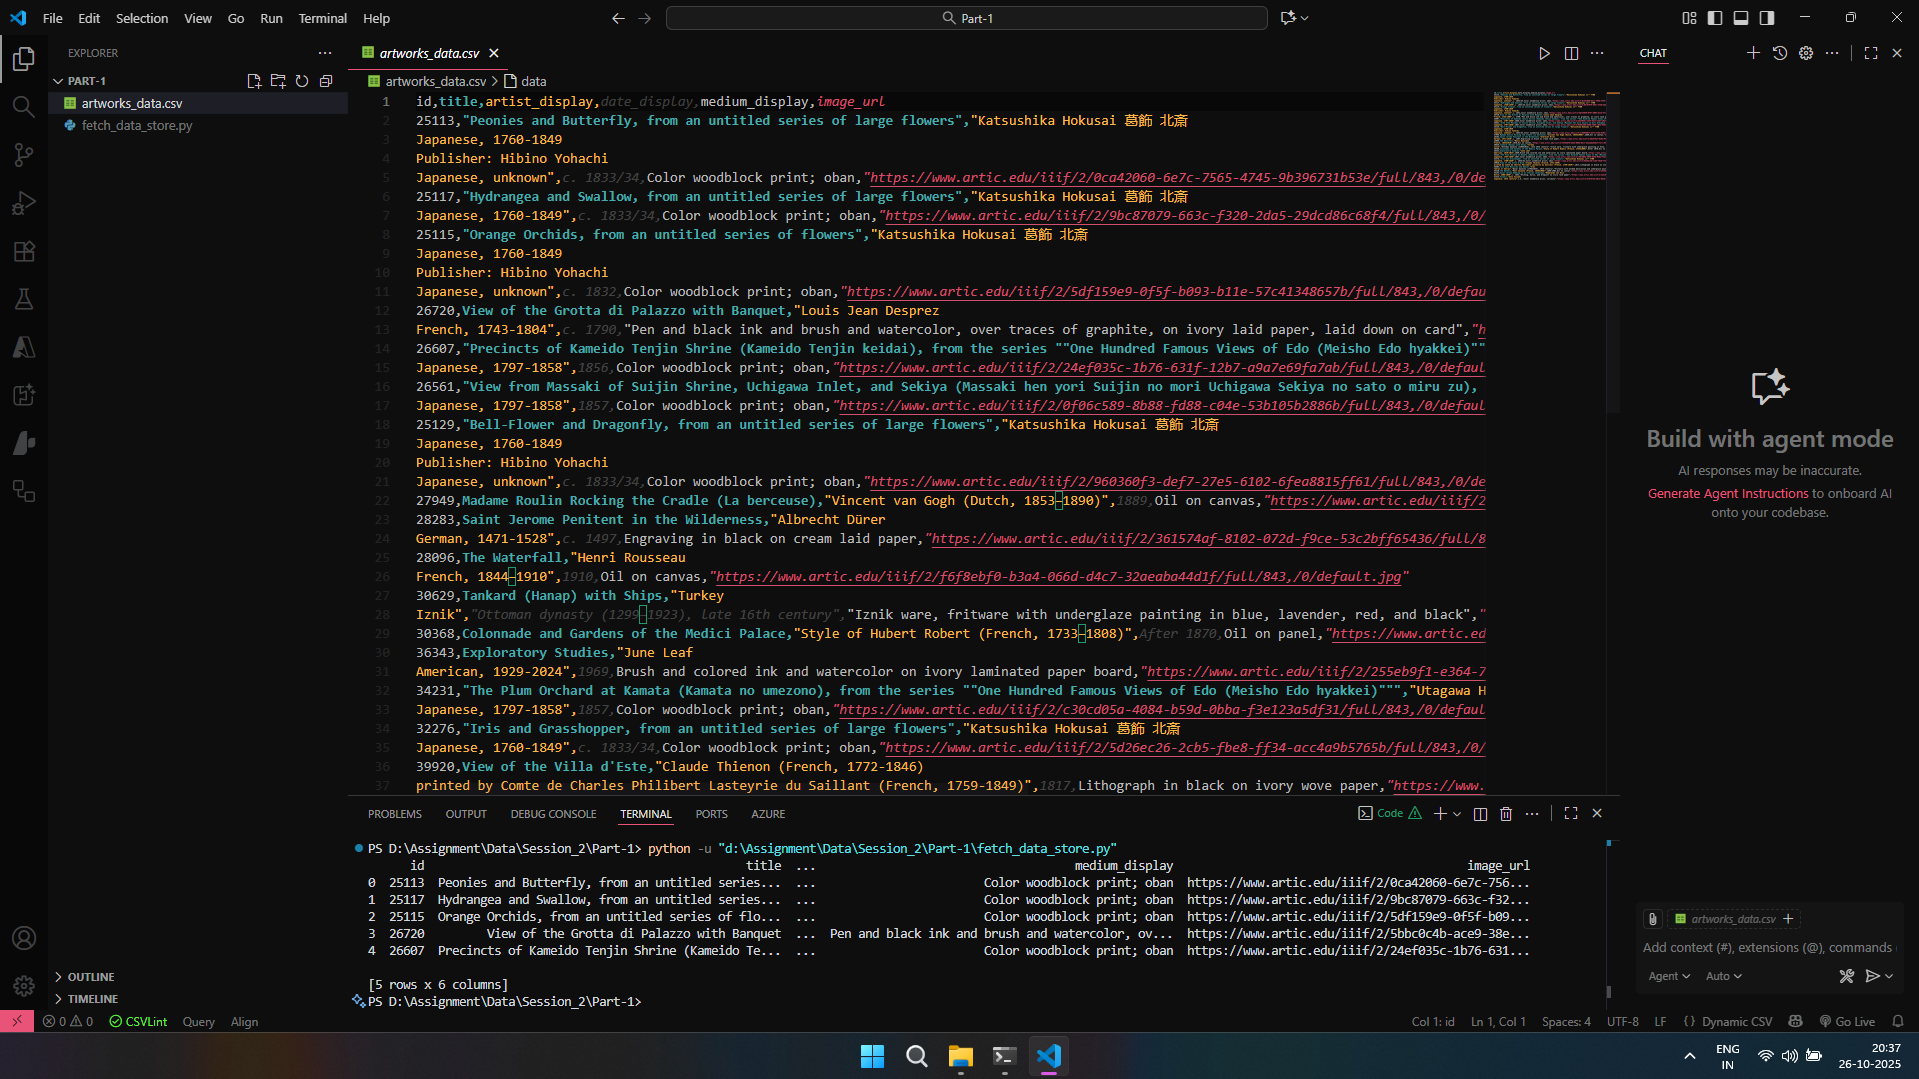 File Edit Selection View Go Run Terminal Help
Part-1
EXPLORER
PART-1
artworks_data.csv
fetch_data_store.py
OUTLINE
TIMELINE
artworks_data.csv
artworks_data.csv > data
1 id,title,artist_display,date_display,medium_display,image_url
2 25113,"Peonies and Butterfly, from an untitled series of large flowers","Katsushika Hokusai 葛飾 北斎
3 Japanese, 1760-1849
4 Publisher: Hibino Yohachi
5 Japanese, unknown",c. 1833/34,Color woodblock print; oban,"https://www.artic.edu/iiif/2/0ca42060-6e7c-7565-4745-9b396731b53e/full/843,/0/de
6 25117,"Hydrangea and Swallow, from an untitled series of large flowers","Katsushika Hokusai 葛飾 北斎
7 Japanese, 1760-1849",c. 1833/34,Color woodblock print; oban,"https://www.artic.edu/iiif/2/9bc87079-663c-f320-2da5-29dcd86c68f4/full/843,/0/
8 25115,"Orange Orchids, from an untitled series of flowers","Katsushika Hokusai 葛飾 北斎
9 Japanese, 1760-1849
10 Publisher: Hibino Yohachi
11 Japanese, unknown",c. 1832,Color woodblock print; oban,"https://www.artic.edu/iiif/2/5df159e9-0f5f-b093-b11e-57c41348657b/full/843,/0/defau
12 26720,View of the Grotta di Palazzo with Banquet,"Louis Jean Desprez
13 French, 1743-1804",c. 1790,"Pen and black ink and brush and watercolor, over traces of graphite, on ivory laid paper, laid down on card","h
14 26607,"Precincts of Kameido Tenjin Shrine (Kameido Tenjin keidai), from the series ""One Hundred Famous Views of Edo (Meisho Edo hyakkei)""
15 Japanese, 1797-1858",1856,Color woodblock print; oban,"https://www.artic.edu/iiif/2/24ef035c-1b76-631f-12b7-a9a7e69fa7ab/full/843,/0/defaul
16 26561,"View from Massaki of Suijin Shrine, Uchigawa Inlet, and Sekiya (Massaki hen yori Suijin no mori Uchigawa Sekiya no sato o miru zu),
17 Japanese, 1797-1858",1857,Color woodblock print; oban,"https://www.artic.edu/iiif/2/0f06c589-8b88-fd88-c04e-53b105b2886b/full/843,/0/defaul
18 25129,"Bell-Flower and Dragonfly, from an untitled series of large flowers","Katsushika Hokusai 葛飾 北斎
19 Japanese, 1760-1849
20 Publisher: Hibino Yohachi
21 Japanese, unknown",c. 1833/34,Color woodblock print; oban,"https://www.artic.edu/iiif/2/960360f3-def7-27e5-6102-6fea8815ff61/full/843,/0/de
22 27949,Madame Roulin Rocking the Cradle (La berceuse),"Vincent van Gogh (Dutch, 1853–1890)",1889,Oil on canvas,"https://www.artic.edu/iiif/2
23 28283,Saint Jerome Penitent in the Wilderness,"Albrecht Dürer
24 German, 1471-1528",c. 1497,Engraving in black on cream laid paper,"https://www.artic.edu/iiif/2/361574af-8102-072d-f9ce-53c2bff65436/full/8
25 28096,The Waterfall,"Henri Rousseau
26 French, 1844–1910",1910,Oil on canvas,"https://www.artic.edu/iiif/2/f6f8ebf0-b3a4-066d-d4c7-32aeaba44d1f/full/843,/0/default.jpg"
27 30629,Tankard (Hanap) with Ships,"Turkey
28 Iznik","Ottoman dynasty (1299–1923), late 16th century","Iznik ware, fritware with underglaze painting in blue, lavender, red, and black","
29 30368,Colonnade and Gardens of the Medici Palace,"Style of Hubert Robert (French, 1733–1808)",After 1870,Oil on panel,"https://www.artic.ed
30 36343,Exploratory Studies,"June Leaf
31 American, 1929-2024",1969,Brush and colored ink and watercolor on ivory laminated paper board,"https://www.artic.edu/iiif/2/255eb9f1-e364-7
32 34231,"The Plum Orchard at Kamata (Kamata no umezono), from the series ""One Hundred Famous Views of Edo (Meisho Edo hyakkei)""","Utagawa H
33 Japanese, 1797-1858",1857,Color woodblock print; oban,"https://www.artic.edu/iiif/2/c30cd05a-4084-b59d-0bba-f3e123a5df31/full/843,/0/defaul
34 32276,"Iris and Grasshopper, from an untitled series of large flowers","Katsushika Hokusai 葛飾 北斎
35 Japanese, 1760-1849",c. 1833/34,Color woodblock print; oban,"https://www.artic.edu/iiif/2/5d26ec26-2cb5-fbe8-ff34-acc4a9b5765b/full/843,/0/
36 39920,View of the Villa d'Este,"Claude Thienon (French, 1772-1846)
37 printed by Comte de Charles Philibert Lasteyrie du Saillant (French, 1759-1849)",1817,Lithograph in black on ivory wove paper,"https://www.
PROBLEMS OUTPUT DEBUG CONSOLE TERMINAL PORTS AZURE
Code
PS D:\Assignment\Data\Session_2\Part-1> python -u "d:\Assignment\Data\Session_2\Part-1\fetch_data_store.py"
id title ... medium_display image_url
0 25113 Peonies and Butterfly, from an untitled series... ... Color woodblock print; oban https://www.artic.edu/iiif/2/0ca42060-6e7c-756...
1 25117 Hydrangea and Swallow, from an untitled series... ... Color woodblock print; oban https://www.artic.edu/iiif/2/9bc87079-663c-f32...
2 25115 Orange Orchids, from an untitled series of flo... ... Color woodblock print; oban https://www.artic.edu/iiif/2/5df159e9-0f5f-b09...
3 26720 View of the Grotta di Palazzo with Banquet ... Pen and black ink and brush and watercolor, ov... https://www.artic.edu/iiif/2/5bbc0c4b-ace9-38e...
4 26607 Precincts of Kameido Tenjin Shrine (Kameido Te... ... Color woodblock print; oban https://www.artic.edu/iiif/2/24ef035c-1b76-631...
[5 rows x 6 columns]
PS D:\Assignment\Data\Session_2\Part-1>
CHAT
Build with agent mode
AI responses may be inaccurate.
Generate Agent Instructions to onboard AI
onto your codebase.
artworks_data.csv
Add context (#), extensions (@), commands
Agent Auto
0 0 CSVLint Query Align
Col 1: id Ln 1, Col 1 Spaces: 4 UTF-8 LF {} Dynamic CSV Go Live
ENG
IN
20:37
26-10-2025